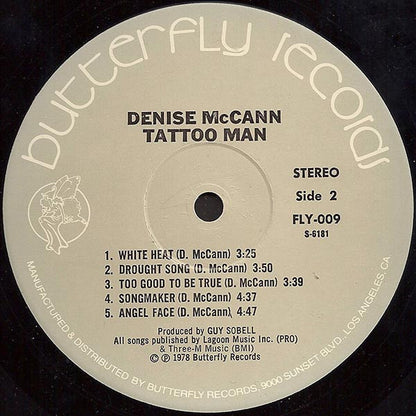 butterfly records
DENISE McCANN
TATTOO MAN
STEREO
Side 2
FLY-009
S-6181
1. WHITE HEAT (D. McCann) 3:25
2. DROUGHT SONG (D. McCann) 3:50
3. TOO GOOD TO BE TRUE (D. McCann) 3:39
4. SONGMAKER (D. McCann) 4:37
5. ANGEL FACE (D. McCann) 4:47
Produced by GUY SOBELL
All songs published by Lagoon Music Inc. (PRO)
& Three-M Music (BMI)
© ℗ 1978 Butterfly Records
MANUFACTURED & DISTRIBUTED BY BUTTERFLY RECORDS, 9000 SUNSET BLVD., LOS ANGELES, CA